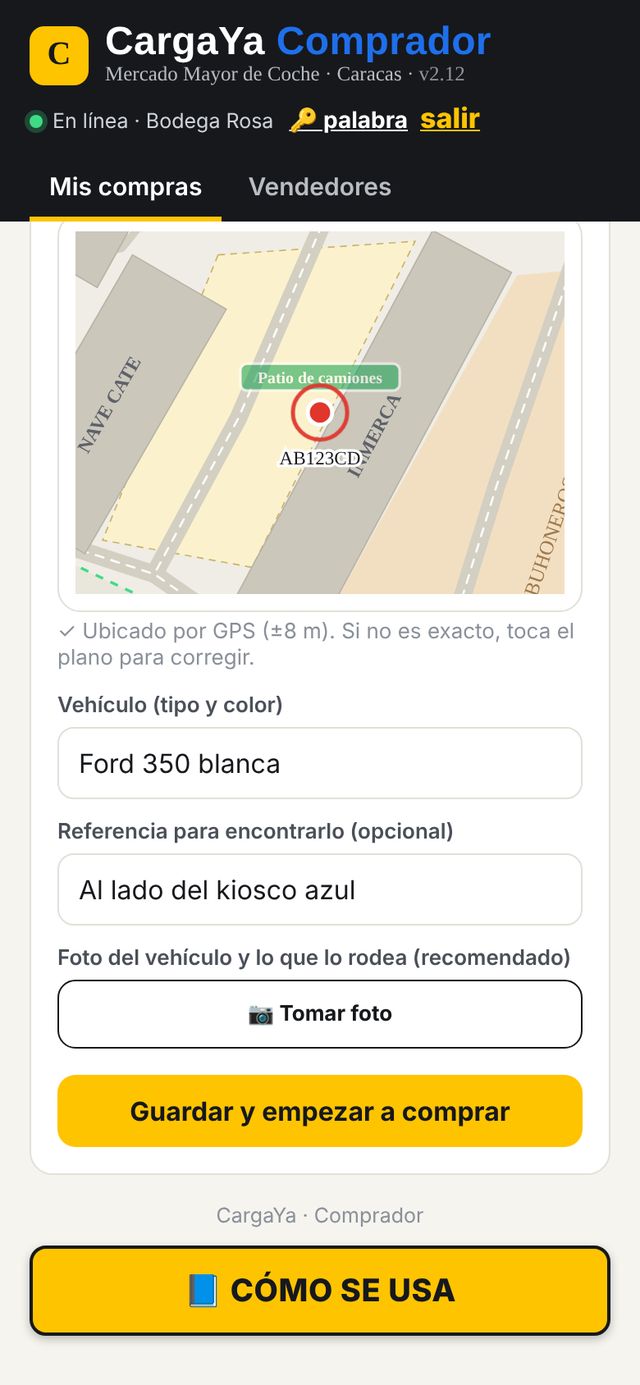 C
CargaYa Comprador
Mercado Mayor de Coche · Caracas · v2.12
En línea · Bodega Rosa 🔑 palabra salir
Mis compras Vendedores
NAVE CATE
Patio de camiones
AB123CD
BUHONEROS
✓ Ubicado por GPS (±8 m). Si no es exacto, toca el
plano para corregir.
Vehículo (tipo y color)
Ford 350 blanca
Referencia para encontrarlo (opcional)
Al lado del kiosco azul
Foto del vehículo y lo que lo rodea (recomendado)
📷 Tomar foto
Guardar y empezar a comprar
CargaYa · Comprador
📘 CÓMO SE USA